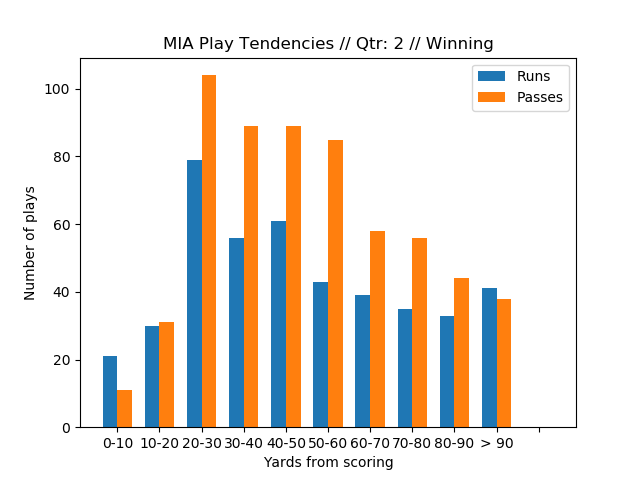 MIA Play Tendencies // Qtr: 2 // Winning
Runs
Passes
100
80
60
40
20
0
Number of plays
0-10 10-20 20-30 30-40 40-50 50-60 60-70 70-80 80-90 > 90
Yards from scoring